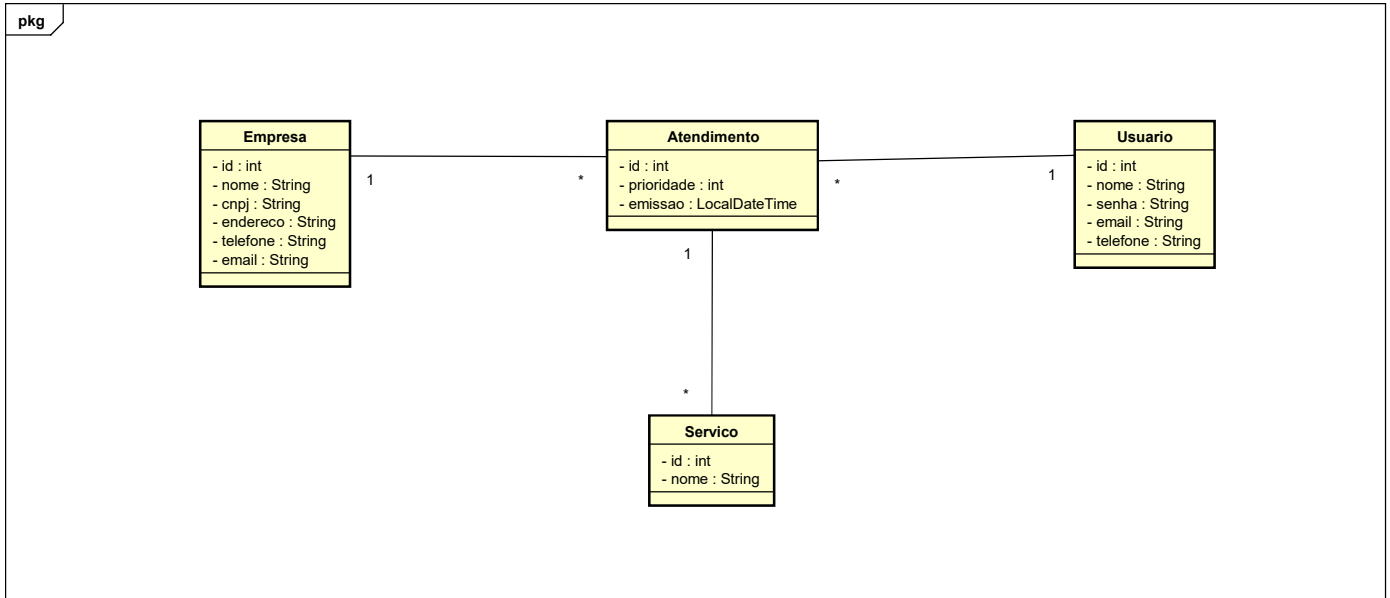 pkg
Empresa
- id : int
- nome : String
- cnpj : String
- endereco : String
- telefone : String
- email : String
1
*
Atendimento
- id : int
- prioridade : int
- emissao : LocalDateTime
*
1
Usuario
- id : int
- nome : String
- senha : String
- email : String
- telefone : String
1
*
Servico
- id : int
- nome : String